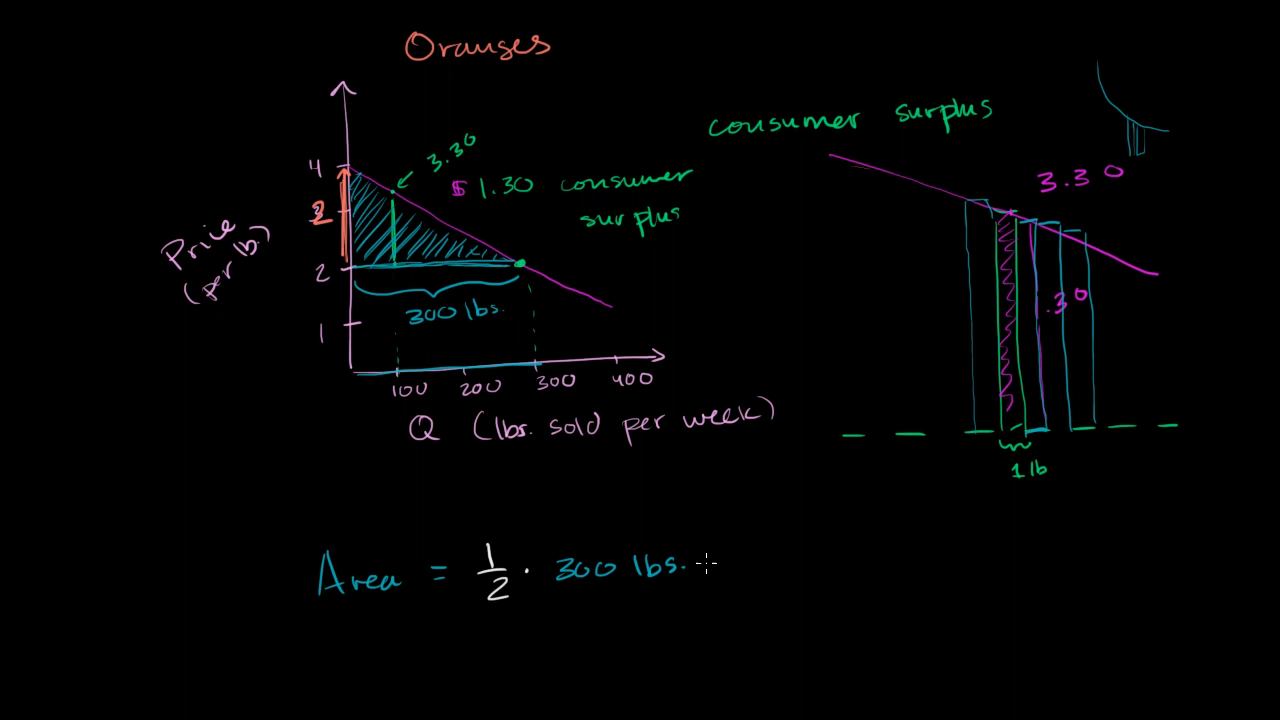 Oranges
consumer surplus
3.30
3.30
4
$1.30 consumer
surplus
Price
(per lb.)
2
2
300 lbs.
.30
1
100 200 300 400
Q (lbs. sold per week)
1 lb
Area = 1/2 · 300 lbs.